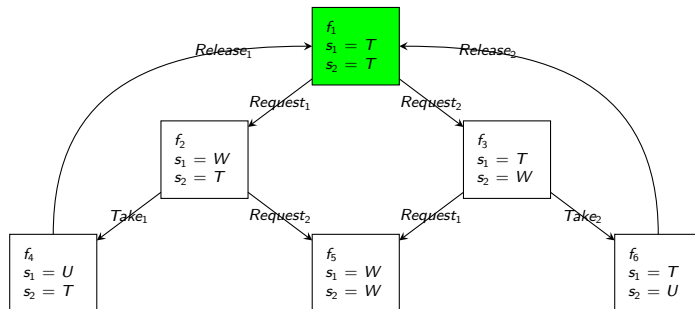 f₁
s₁ = T
s₂ = T
Release₁
Release₂
Request₁
Request₂
f₂
s₁ = W
s₂ = T
f₃
s₁ = T
s₂ = W
Take₁
Request₂
Request₁
Take₂
f₄
s₁ = U
s₂ = T
f₅
s₁ = W
s₂ = W
f₆
s₁ = T
s₂ = U